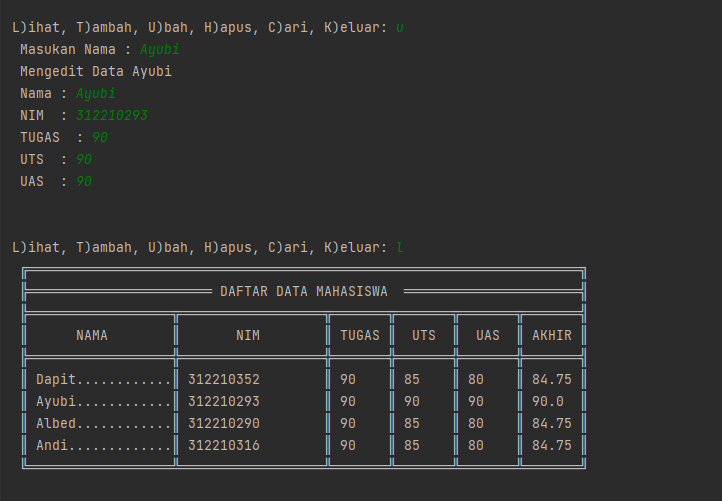 L)ihat, T)ambah, U)bah, H)apus, C)ari, K)eluar: u
Masukan Nama : Ayubi
Mengedit Data Ayubi
Nama : Ayubi
NIM  : 312210293
TUGAS  : 90
UTS  : 90
UAS  : 90
L)ihat, T)ambah, U)bah, H)apus, C)ari, K)eluar: l
DAFTAR DATA MAHASISWA
NAMA NIM TUGAS UTS UAS AKHIR
Dapit............ 312210352 90 85 80 84.75
Ayubi............ 312210293 90 90 90 90.0
Albed............ 312210290 90 85 80 84.75
Andi............. 312210316 90 85 80 84.75